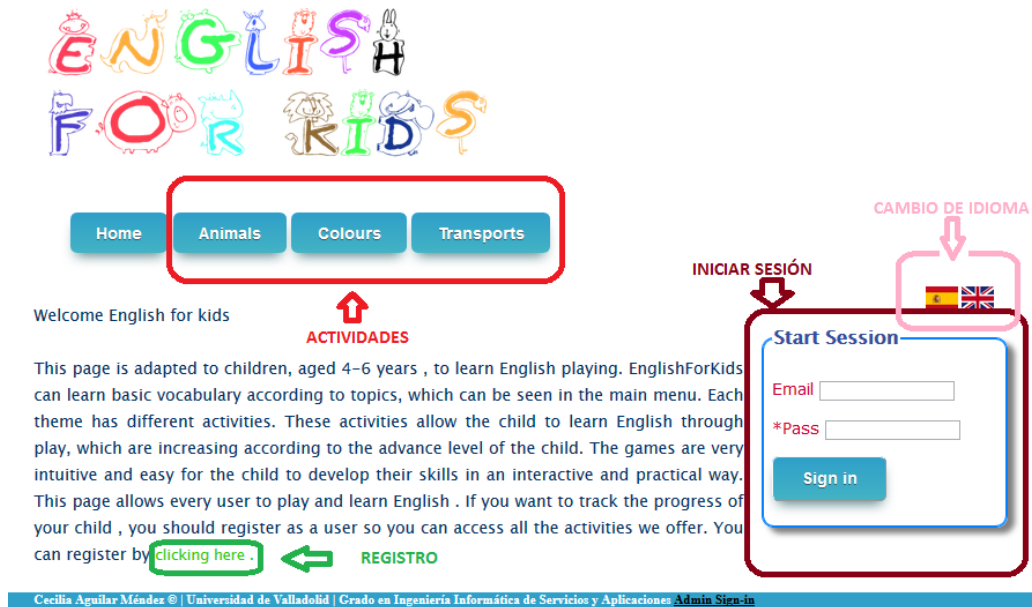 ENGLISH
FOR KIDS
CAMBIO DE IDIOMA
Home Animals Colours Transports
INICIAR SESIÓN
Welcome English for kids
ACTIVIDADES
This page is adapted to children, aged 4-6 years , to learn English playing. EnglishForKids
can learn basic vocabulary according to topics, which can be seen in the main menu. Each
theme has different activities. These activities allow the child to learn English through
play, which are increasing according to the advance level of the child. The games are very
intuitive and easy for the child to develop their skills in an interactive and practical way.
This page allows every user to play and learn English . If you want to track the progress of
your child , you should register as a user so you can access all the activities we offer. You
can register by clicking here .
REGISTRO
Start Session
Email
*Pass
Sign in
Cecilia Aguilar Méndez © | Universidad de Valladolid | Grado en Ingeniería Informática de Servicios y Aplicaciones Admin Sign-in